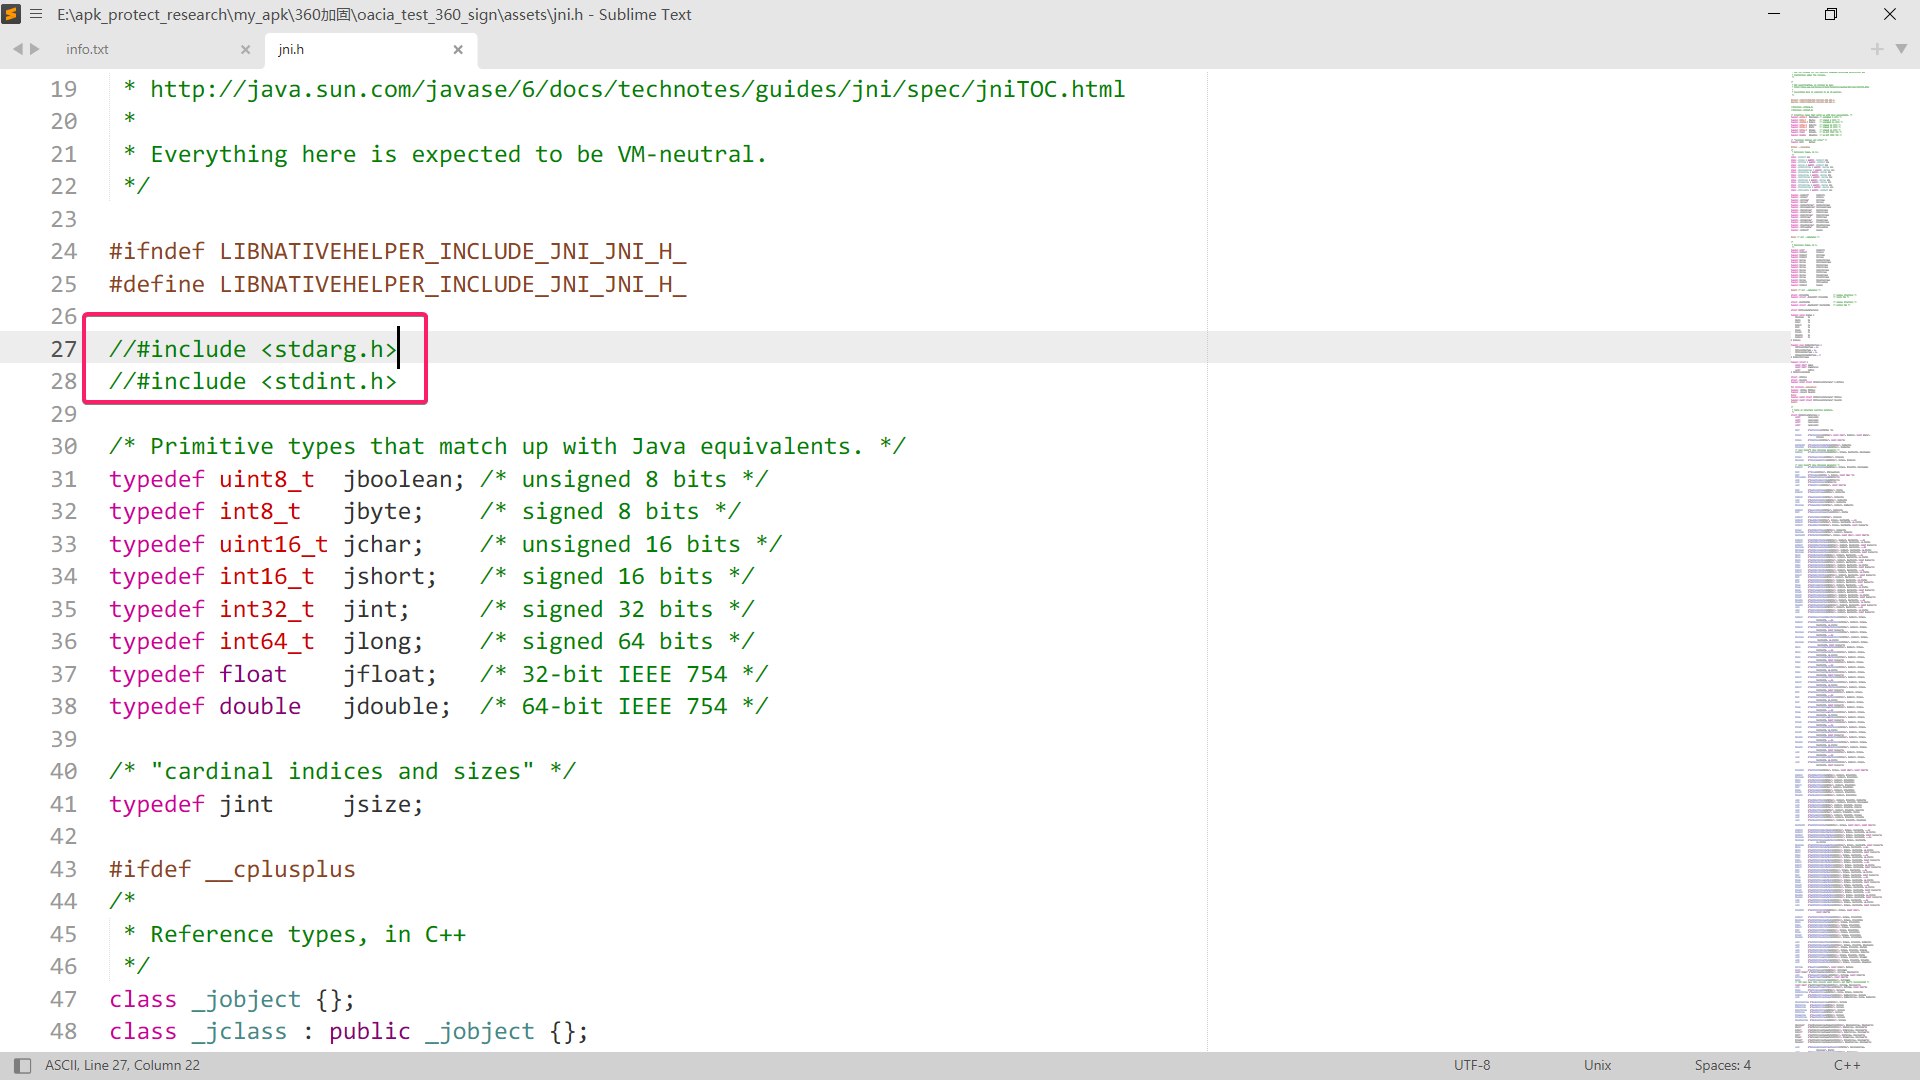 E:\apk_protect_research\my_apk\360加固\oacia_test_360_sign\assets\jni.h - Sublime Text
info.txt
jni.h
19 * http://java.sun.com/javase/6/docs/technotes/guides/jni/spec/jniTOC.html
20 *
21 * Everything here is expected to be VM-neutral.
22 */
23
24 #ifndef LIBNATIVEHELPER_INCLUDE_JNI_JNI_H_
25 #define LIBNATIVEHELPER_INCLUDE_JNI_JNI_H_
26
27 //#include <stdarg.h>
28 //#include <stdint.h>
29
30 /* Primitive types that match up with Java equivalents. */
31 typedef uint8_t  jboolean; /* unsigned 8 bits */
32 typedef int8_t   jbyte;    /* signed 8 bits */
33 typedef uint16_t jchar;    /* unsigned 16 bits */
34 typedef int16_t  jshort;   /* signed 16 bits */
35 typedef int32_t  jint;     /* signed 32 bits */
36 typedef int64_t  jlong;    /* signed 64 bits */
37 typedef float    jfloat;   /* 32-bit IEEE 754 */
38 typedef double   jdouble;  /* 64-bit IEEE 754 */
39
40 /* "cardinal indices and sizes" */
41 typedef jint     jsize;
42
43 #ifdef __cplusplus
44 /*
45 * Reference types, in C++
46 */
47 class _jobject {};
48 class _jclass : public _jobject {};
ASCII, Line 27, Column 22
UTF-8
Unix
Spaces: 4
C++